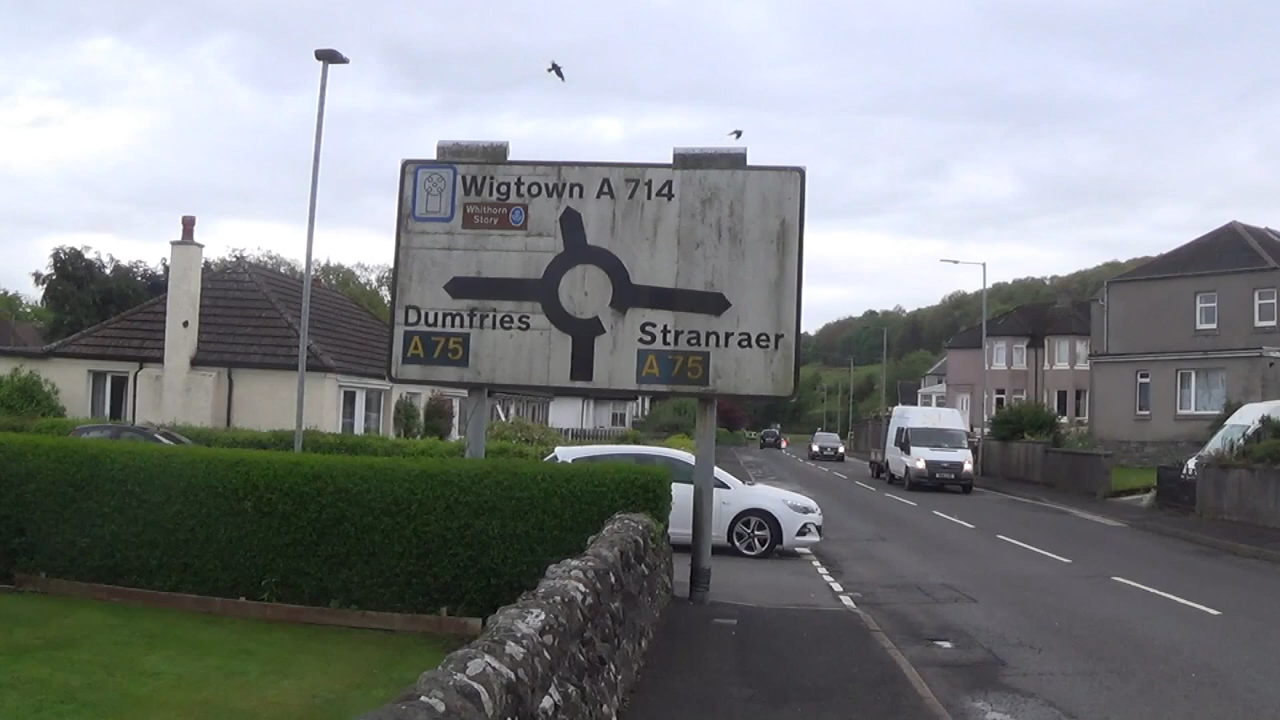 Wigtown A 714
Whithorn
Story
Dumfries
A 75
Stranraer
A 75